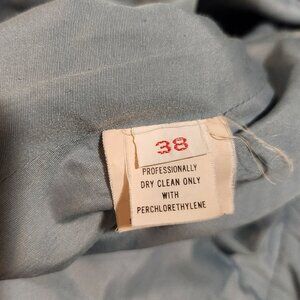 38
PROFESSIONALLY
DRY CLEAN ONLY
WITH
PERCHLORETHYLENE